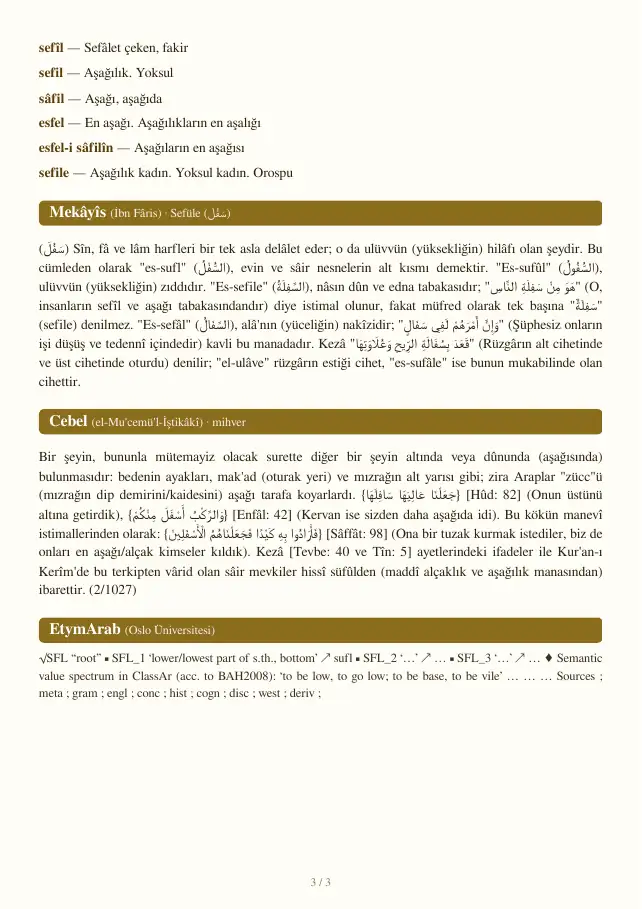 sefîl — Sefâlet çeken, fakir
sefil — Aşağılık. Yoksul
sâfil — Aşağı, aşağıda
esfel — En aşağı. Aşağılıkların en aşalığı
esfel-i sâfilîn — Aşağıların en aşağısı
sefile — Aşağılık kadın. Yoksul kadın. Orospu
Mekâyîs (İbn Fâris) · Sefüle (سَفُلَ)
(سَفُلَ) Sîn, fâ ve lâm harfleri bir tek asla delâlet eder; o da ulüvvün (yüksekliğin) hilâfı olan şeydir. Bu
cümleden olarak "es-sufl" (السُّفْلُ), evin ve sâir nesnelerin alt kısmı demektir. "Es-sufûl" (السُّفُولُ),
ulüvvün (yüksekliğin) zıddıdır. "Es-sefile" (السَّفِلَةُ), nâsın dûn ve edna tabakasıdır; "هُوَ مِنْ سَفِلَةِ النَّاسِ" (O,
insanların sefîl ve aşağı tabakasındandır) diye istimal olunur, fakat müfred olarak tek başına "سَفِلَةٌ"
(sefile) denilmez. "Es-sefâl" (السَّفَالُ), alâ'nın (yüceliğin) nakîzidir; "وَإِنَّ أَمْرَهُمْ لَفِي سَفَالٍ" (Şüphesiz onların
işi düşüş ve tedennî içindedir) kavli bu manadadır. Kezâ "قَعَدَ بِسُفَالَةِ الرِّيحِ وَعُلَاوَتِهَا" (Rüzgârın alt cihetinde
ve üst cihetinde oturdu) denilir; "el-ulâve" rüzgârın estiği cihet, "es-sufâle" ise bunun mukabilinde olan
cihettir.
Cebel (el-Mu'cemü'l-İştikâkî) · mihver
Bir şeyin, bununla mütemayiz olacak surette diğer bir şeyin altında veya dûnunda (aşağısında)
bulunmasıdır: bedenin ayakları, mak'ad (oturak yeri) ve mızrağın alt yarısı gibi; zira Araplar "zücc"ü
(mızrağın dip demirini/kaidesini) aşağı tarafa koyarlardı. {جَعَلْنَا عَالِيَهَا سَافِلَهَا} [Hûd: 82] (Onun üstünü
altına getirdik), {وَالرَّكْبُ أَسْفَلَ مِنْكُمْ} [Enfâl: 42] (Kervan ise sizden daha aşağıda idi). Bu kökün manevî
istimallerinden olarak: {فَأَرَادُوا بِهِ كَيْدًا فَجَعَلْنَاهُمُ الْأَسْفَلِينَ} [Sâffât: 98] (Ona bir tuzak kurmak istediler, biz de
onları en aşağı/alçak kimseler kıldık). Kezâ [Tevbe: 40 ve Tîn: 5] ayetlerindeki ifadeler ile Kur'an-ı
Kerîm'de bu terkipten vârid olan sâir mevkiler hissî süfûlden (maddî alçaklık ve aşağılık manasından)
ibarettir. (2/1027)
EtymArab (Oslo Üniversitesi)
√SFL “root” ▪ SFL_1 ‘lower/lowest part of s.th., bottom’ ↗ sufl ▪ SFL_2 ‘…’ ↗ … ▪ SFL_3 ‘…’ ↗ … ♦ Semantic
value spectrum in ClassAr (acc. to BAH2008): ‘to be low, to go low; to be base, to be vile’ … … … Sources ;
meta ; gram ; engl ; conc ; hist ; cogn ; disc ; west ; deriv ;
3 / 3